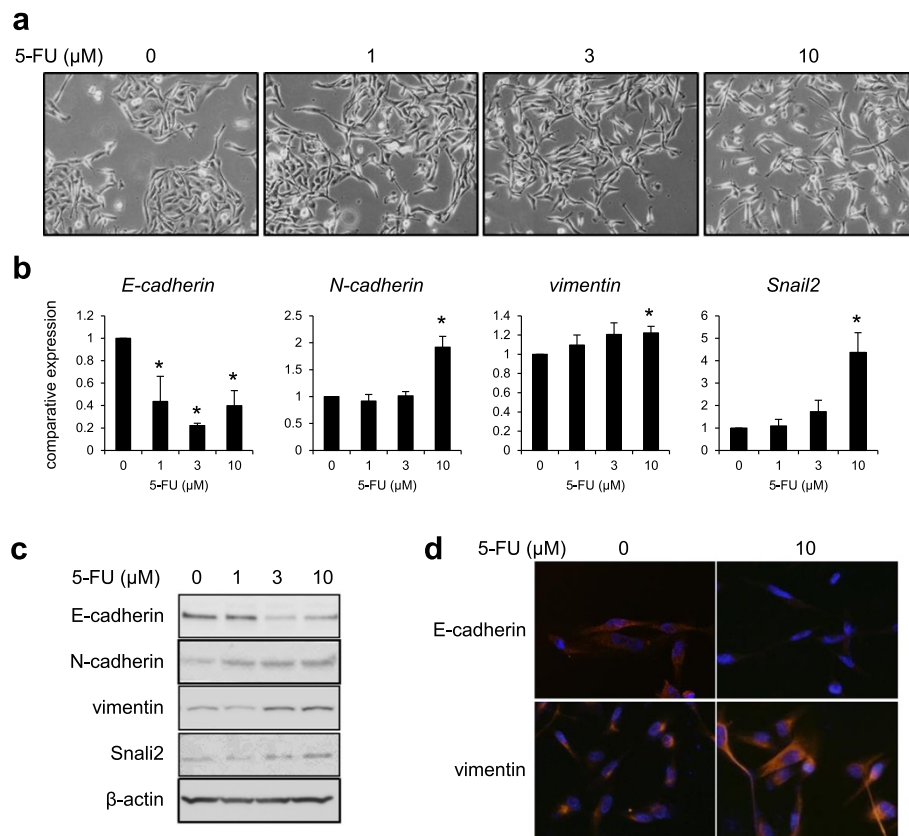 a
5-FU (μM) 0 1 3 10
b
E-cadherin N-cadherin vimentin Snail2
comparative expression
1.2 2.5 1.4 6
1 2 1.2 5
0.8 1.5 1 4
0.6 1 0.8 3
0.4 0.5 0.6 2
0.2 0 0.4 1
0 0.2 0
0
* * * * * *
0 1 3 10 0 1 3 10 0 1 3 10 0 1 3 10
5-FU (μM) 5-FU (μM) 5-FU (μM) 5-FU (μM)
c
5-FU (μM) 0 1 3 10
E-cadherin
N-cadherin
vimentin
Snali2
β-actin
d
5-FU (μM) 0 10
E-cadherin
vimentin